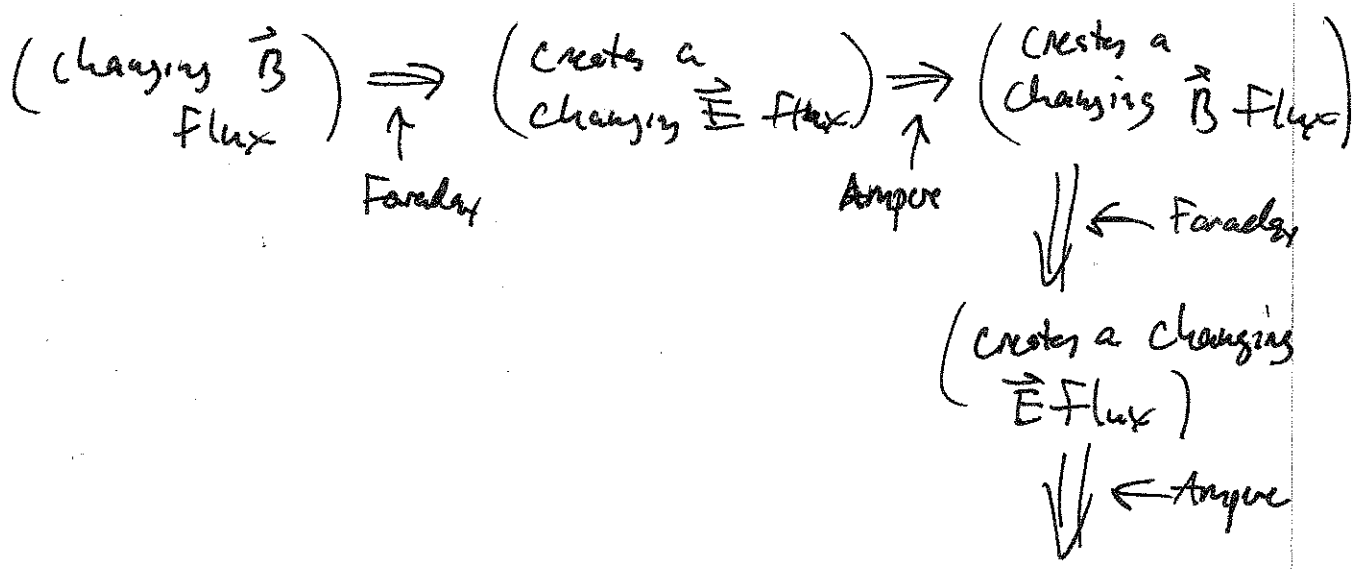 (changing B⃗ flux) ⇒ (creates a changing E⃗ flux) ⇒ (creates a changing B⃗ flux)
↑ Faraday
↑ Ampere
⇓ ← Faraday
(creates a changing
E⃗ flux)
⇓ ← Ampere